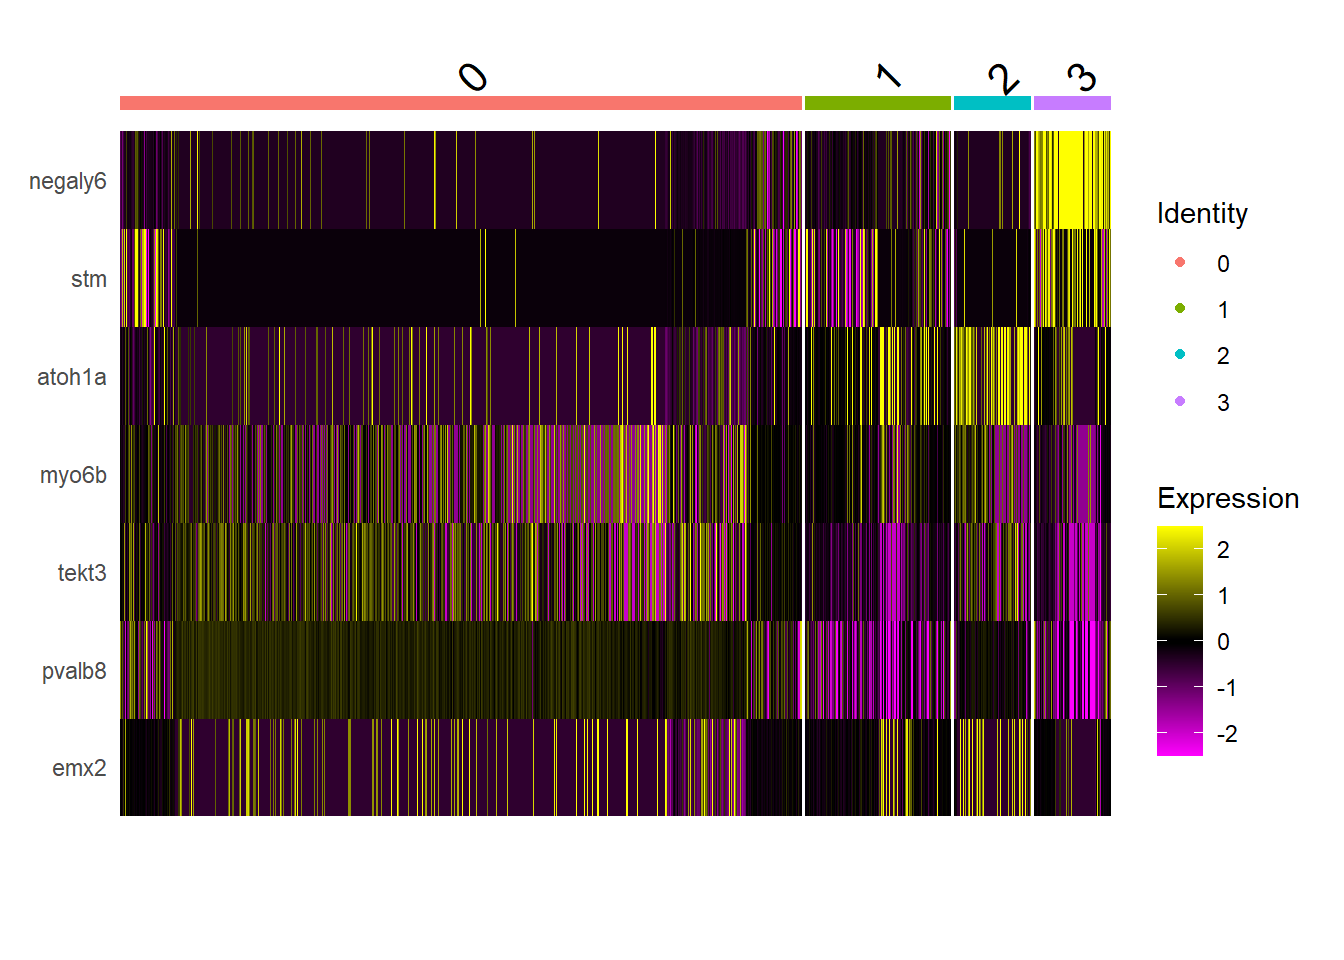 0 1 2 3
negaly6
stm
atoh1a
myo6b
tekt3
pvalb8
emx2
Identity
0
1
2
3
Expression
2
1
0
-1
-2